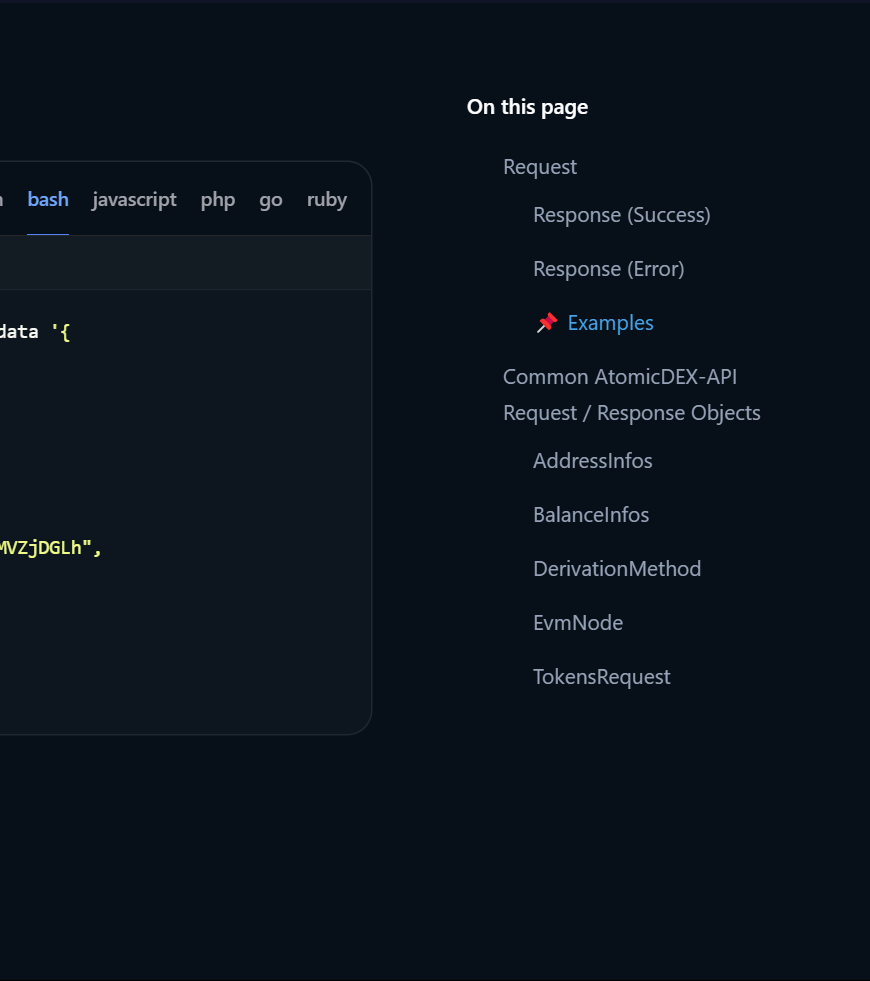 On this page
Request
Response (Success)
Response (Error)
📌 Examples
Common AtomicDEX-API
Request / Response Objects
AddressInfos
BalanceInfos
DerivationMethod
EvmNode
TokensRequest
bash javascript php go ruby
data '{
MVZjDGLh",